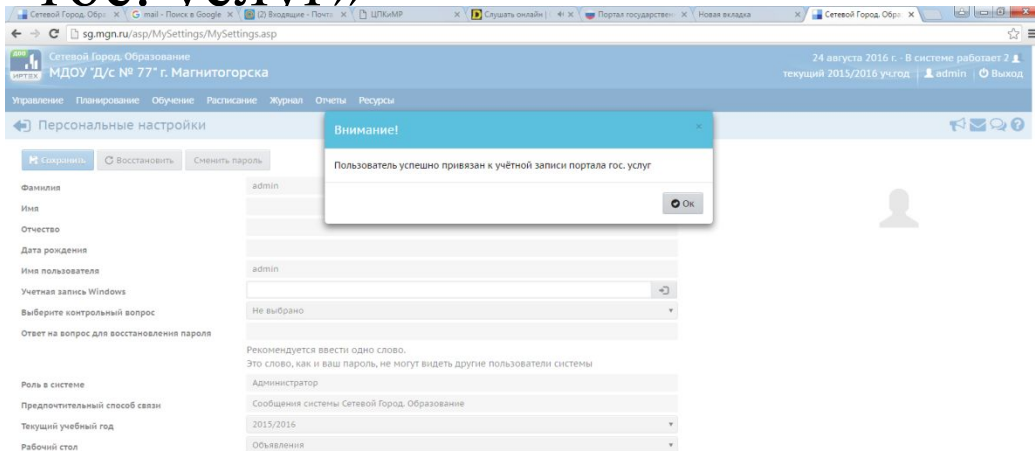 гос. услуг»
Сетевой Город. Обра
G mail - Поиск в Google
(2) Входящие - Почта
ЦПКиМР
Слушать онлайн
Портал государствен
Новая вкладка
Сетевой Город. Обра
sg.mgn.ru/asp/MySettings/MySettings.asp
ИРТЕХ
Сетевой Город. Образование
МДОУ "Д/с № 77" г. Магнитогорска
24 августа 2016 г. - В системе работает 2
текущий 2015/2016 уч.год admin Выход
Управление Планирование Обучение Расписание Журнал Отчеты Ресурсы
Персональные настройки
Внимание! ×
Пользователь успешно привязан к учётной записи портала гос. услуг
Ок
Сохранить Восстановить Сменить пароль
Фамилия admin
Имя
Отчество
Дата рождения
Имя пользователя admin
Учетная запись Windows
Выберите контрольный вопрос Не выбрано
Ответ на вопрос для восстановления пароля
Рекомендуется ввести одно слово.
Это слово, как и ваш пароль, не могут видеть другие пользователи системы
Роль в системе Администратор
Предпочтительный способ связи Сообщения системы Сетевой Город. Образование
Текущий учебный год 2015/2016
Рабочий стол Объявления